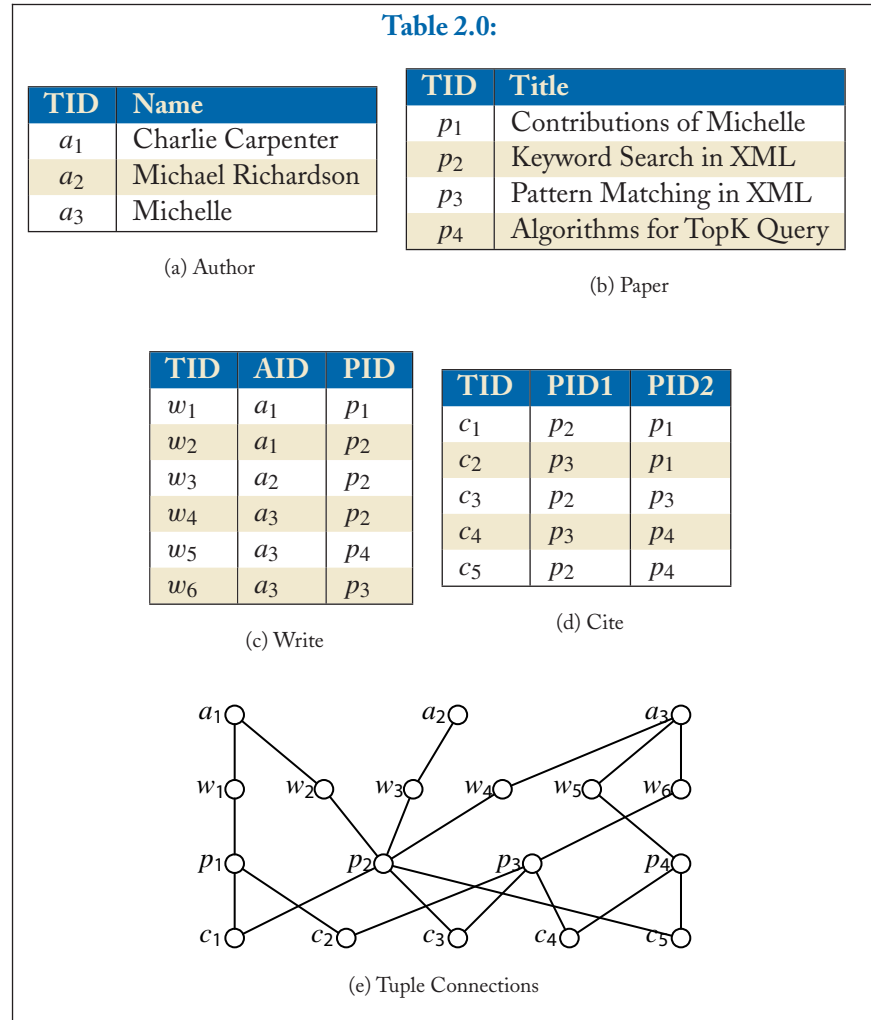 Table 2.0:
TID Name
a1 Charlie Carpenter
a2 Michael Richardson
a3 Michelle
(a) Author
TID Title
p1 Contributions of Michelle
p2 Keyword Search in XML
p3 Pattern Matching in XML
p4 Algorithms for TopK Query
(b) Paper
TID AID PID
w1 a1 p1
w2 a1 p2
w3 a2 p2
w4 a3 p2
w5 a3 p4
w6 a3 p3
(c) Write
TID PID1 PID2
c1 p2 p1
c2 p3 p1
c3 p2 p3
c4 p3 p4
c5 p2 p4
(d) Cite
a1 a2 a3
w1 w2 w3 w4 w5 w6
p1 p2 p3 p4
c1 c2 c3 c4 c5
(e) Tuple Connections